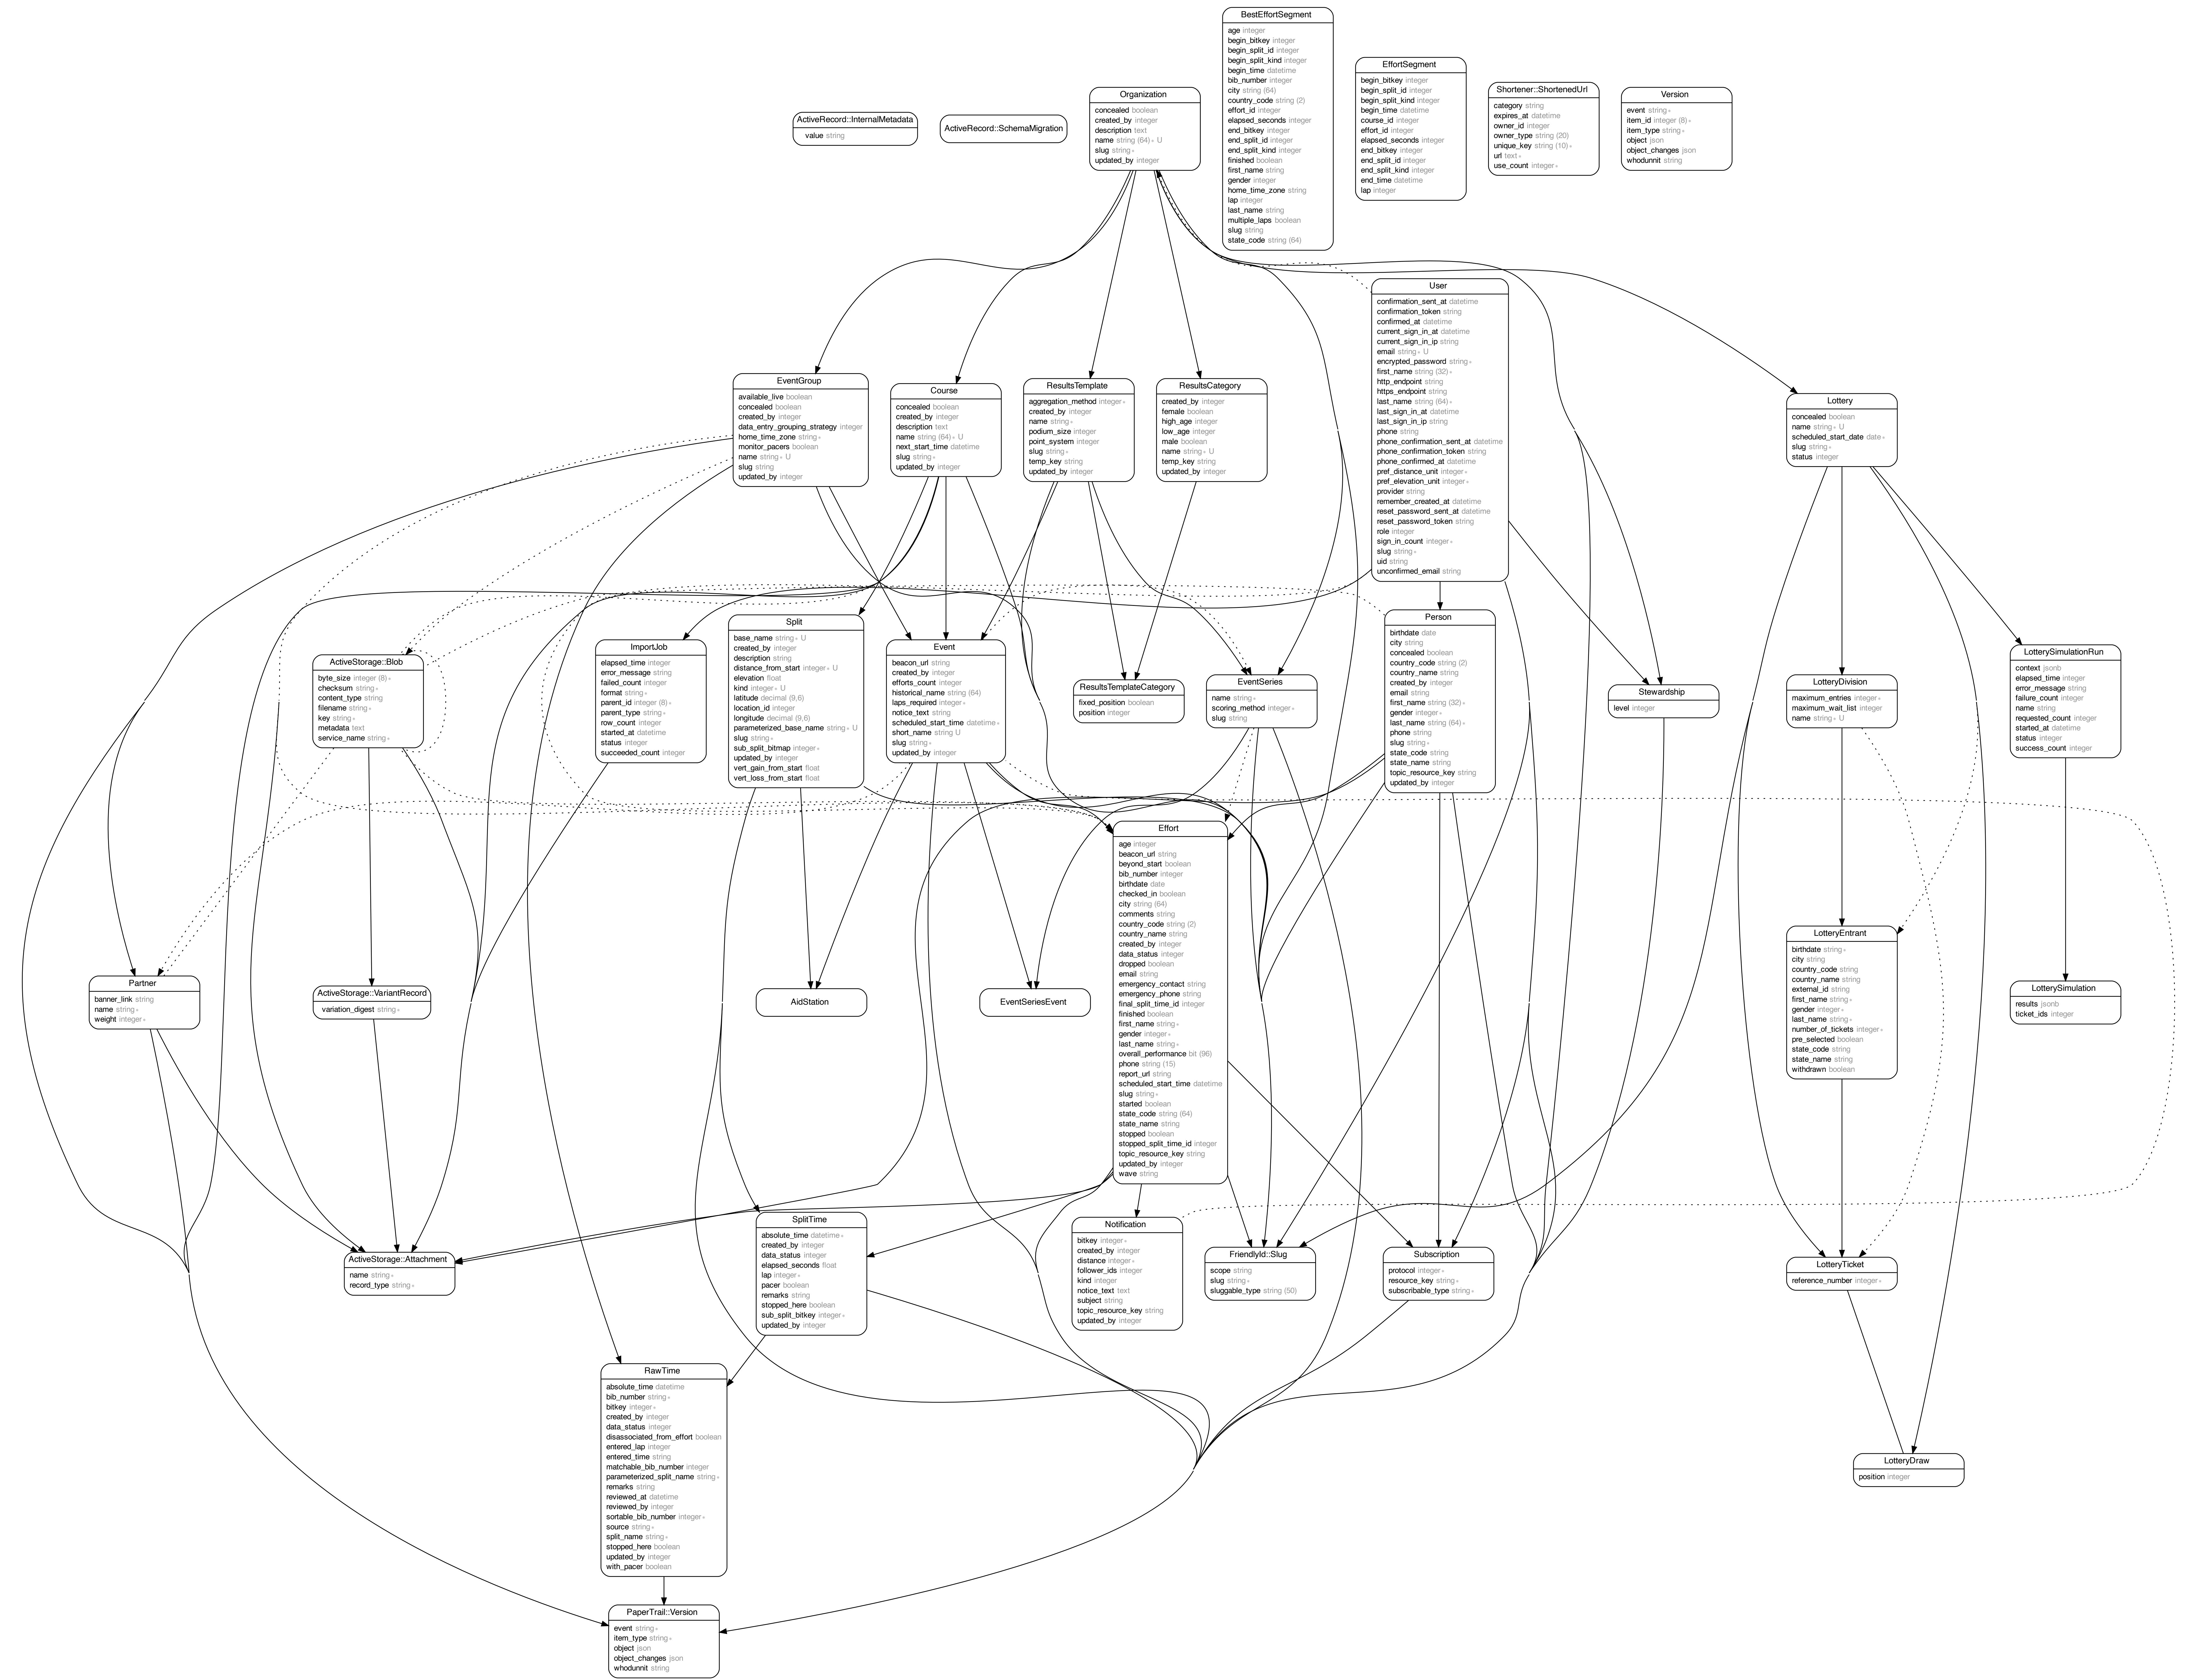 BestEffortSegment
age integer
begin_bitkey integer
begin_split_id integer
begin_split_kind integer
begin_time datetime
bib_number integer
city string (64)
country_code string (2)
effort_id integer
elapsed_seconds integer
end_bitkey integer
end_split_id integer
end_split_kind integer
finished boolean
first_name string
gender integer
home_time_zone string
lap integer
last_name string
multiple_laps boolean
slug string
state_code string (64)
EffortSegment
begin_bitkey integer
begin_split_id integer
begin_split_kind integer
begin_time datetime
course_id integer
effort_id integer
elapsed_seconds integer
end_bitkey integer
end_split_id integer
end_split_kind integer
end_time datetime
lap integer
Shortener::ShortenedUrl
category string
expires_at datetime
owner_id integer
owner_type string (20)
unique_key string (10) *
url text *
use_count integer *
Version
event string *
item_id integer (8) *
item_type string *
object json
object_changes json
whodunnit string
Organization
concealed boolean
created_by integer
description text
name string (64) * U
slug string *
updated_by integer
ActiveRecord::InternalMetadata
value string
ActiveRecord::SchemaMigration
User
confirmation_sent_at datetime
confirmation_token string
confirmed_at datetime
current_sign_in_at datetime
current_sign_in_ip string
email string * U
encrypted_password string *
first_name string (32) *
http_endpoint string
https_endpoint string
last_name string (64) *
last_sign_in_at datetime
last_sign_in_ip string
phone string
phone_confirmation_sent_at datetime
phone_confirmation_token string
phone_confirmed_at datetime
pref_distance_unit integer *
pref_elevation_unit integer *
provider string
remember_created_at datetime
reset_password_sent_at datetime
reset_password_token string
role integer
sign_in_count integer *
slug string *
uid string
unconfirmed_email string
EventGroup
available_live boolean
concealed boolean
created_by integer
data_entry_grouping_strategy integer
home_time_zone string *
monitor_pacers boolean
name string * U
slug string
updated_by integer
Course
concealed boolean
created_by integer
description text
name string (64) * U
next_start_time datetime
slug string *
updated_by integer
ResultsTemplate
aggregation_method integer *
created_by integer
name string *
podium_size integer
point_system integer
slug string *
temp_key string
updated_by integer
ResultsCategory
created_by integer
female boolean
high_age integer
low_age integer
male boolean
name string * U
temp_key string
updated_by integer
Lottery
concealed boolean
name string * U
scheduled_start_date date *
slug string *
status integer
ActiveStorage::Blob
byte_size integer (8) *
checksum string *
content_type string
filename string *
key string *
metadata text
service_name string *
ImportJob
elapsed_time integer
error_message string
failed_count integer
format string *
parent_id integer (8) *
parent_type string *
row_count integer
started_at datetime
status integer
succeeded_count integer
Split
base_name string * U
created_by integer
description string
distance_from_start integer * U
elevation float
kind integer * U
latitude decimal (9,6)
location_id integer
longitude decimal (9,6)
parameterized_base_name string * U
slug string *
sub_split_bitmap integer *
updated_by integer
vert_gain_from_start float
vert_loss_from_start float
Event
beacon_url string
created_by integer
efforts_count integer
historical_name string (64)
laps_required integer *
notice_text string
scheduled_start_time datetime *
short_name string U
slug string *
updated_by integer
ResultsTemplateCategory
fixed_position boolean
position integer
EventSeries
name string *
scoring_method integer *
slug string
Person
birthdate date
city string
concealed boolean
country_code string (2)
country_name string
created_by integer
email string
first_name string (32) *
gender integer *
last_name string (64) *
phone string
slug string *
state_code string
state_name string
topic_resource_key string
updated_by integer
Stewardship
level integer
LotteryDivision
maximum_entries integer *
maximum_wait_list integer
name string * U
LotterySimulationRun
context jsonb
elapsed_time integer
error_message string
failure_count integer
name string
requested_count integer
started_at datetime
status integer
success_count integer
Effort
age integer
beacon_url string
beyond_start boolean
bib_number integer
birthdate date
checked_in boolean
city string (64)
comments string
country_code string (2)
country_name string
created_by integer
data_status integer
dropped boolean
email string
emergency_contact string
emergency_phone string
final_split_time_id integer
finished boolean
first_name string *
gender integer *
last_name string *
overall_performance bit (96)
phone string (15)
report_url string
scheduled_start_time datetime
slug string *
started boolean
state_code string (64)
state_name string
stopped boolean
stopped_split_time_id integer
topic_resource_key string
updated_by integer
wave string
Partner
banner_link string
name string *
weight integer *
ActiveStorage::VariantRecord
variation_digest string *
AidStation
EventSeriesEvent
LotteryEntrant
birthdate string *
city string
country_code string
country_name string
external_id string
first_name string *
gender integer *
last_name string *
number_of_tickets integer *
pre_selected boolean
state_code string
state_name string
withdrawn boolean
LotterySimulation
results jsonb
ticket_ids integer
ActiveStorage::Attachment
name string *
record_type string *
SplitTime
absolute_time datetime *
created_by integer
data_status integer
elapsed_seconds float
lap integer *
pacer boolean
remarks string
stopped_here boolean
sub_split_bitkey integer *
updated_by integer
Notification
bitkey integer *
created_by integer
distance integer *
follower_ids integer
kind integer
notice_text text
subject string
topic_resource_key string
updated_by integer
FriendlyId::Slug
scope string
slug string *
sluggable_type string (50)
Subscription
protocol integer *
resource_key string *
subscribable_type string *
LotteryTicket
reference_number integer *
RawTime
absolute_time datetime
bib_number string *
bitkey integer *
created_by integer
data_status integer
disassociated_from_effort boolean
entered_lap integer
entered_time string
matchable_bib_number integer
parameterized_split_name string *
remarks string
reviewed_at datetime
reviewed_by integer
sortable_bib_number integer *
source string *
split_name string *
stopped_here boolean
updated_by integer
with_pacer boolean
LotteryDraw
position integer
PaperTrail::Version
event string *
item_type string *
object json
object_changes json
whodunnit string